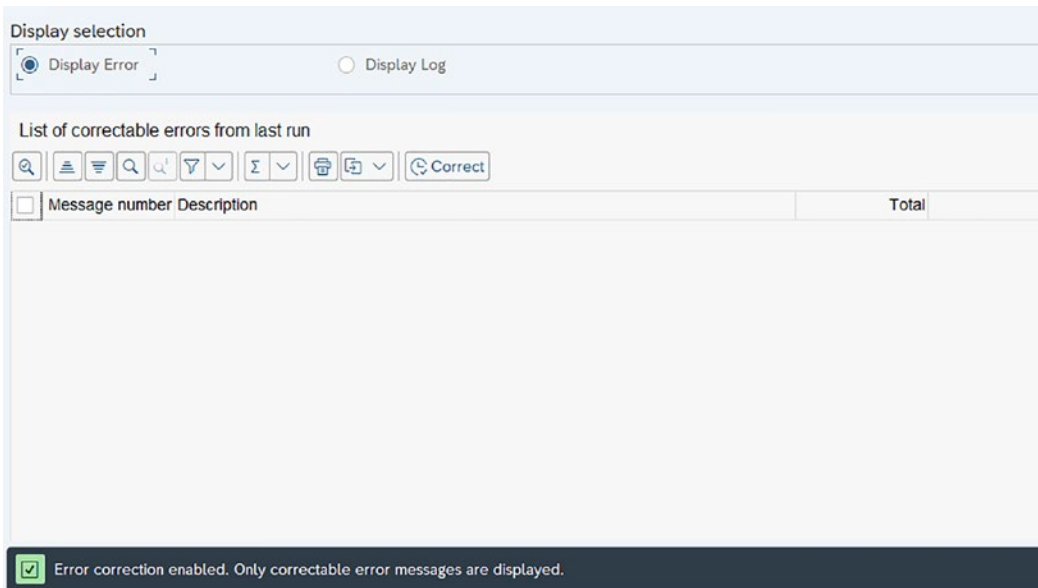 Display selection
Display Error Display Log
List of correctable errors from last run
Σ Correct
Message number Description Total
Error correction enabled. Only correctable error messages are displayed.